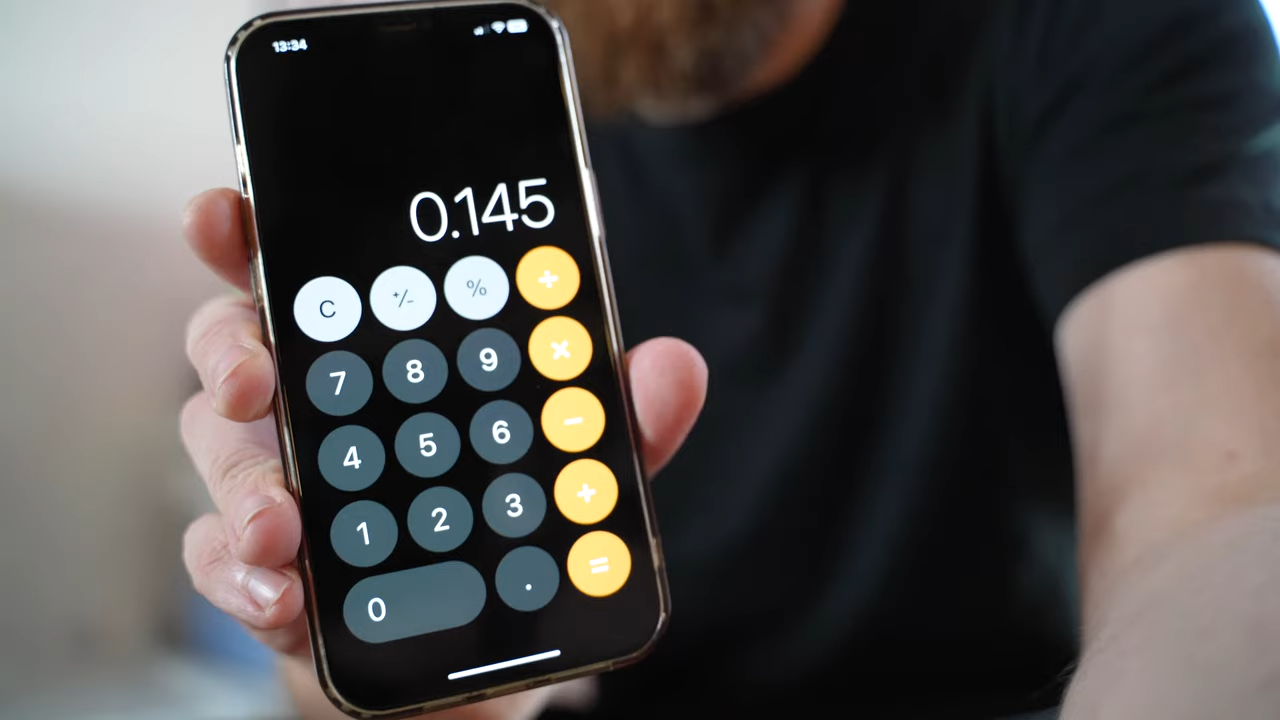 13:34
0.145
C ⁺/₋ % ÷
7 8 9 ×
4 5 6 −
1 2 3 +
0 . =